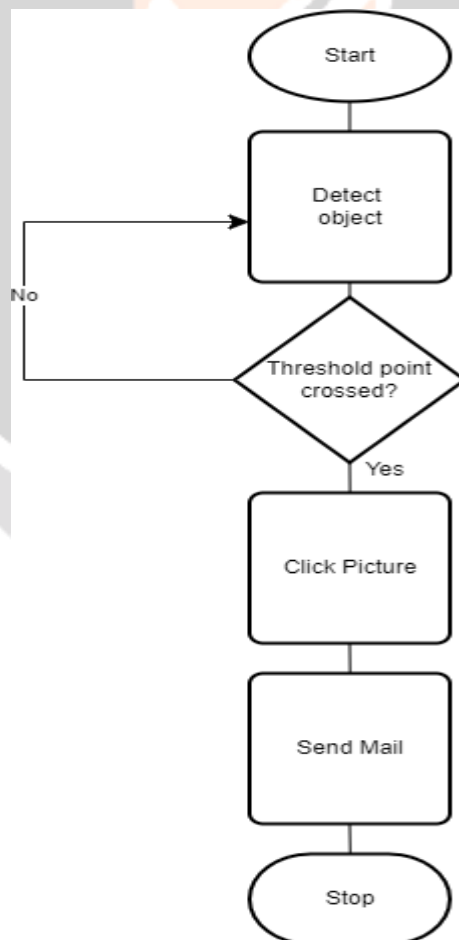 Start
Detect
object
No
Threshold point
crossed?
Yes
Click Picture
Send Mail
Stop